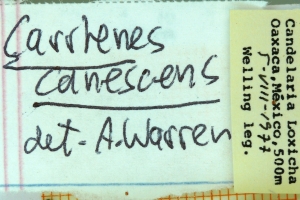 Carrhenes
canescens
det. A. Warren
Candelaria Loxicha
Oaxaca, Mexico, 500m
5-VIII-1977
Welling leg.